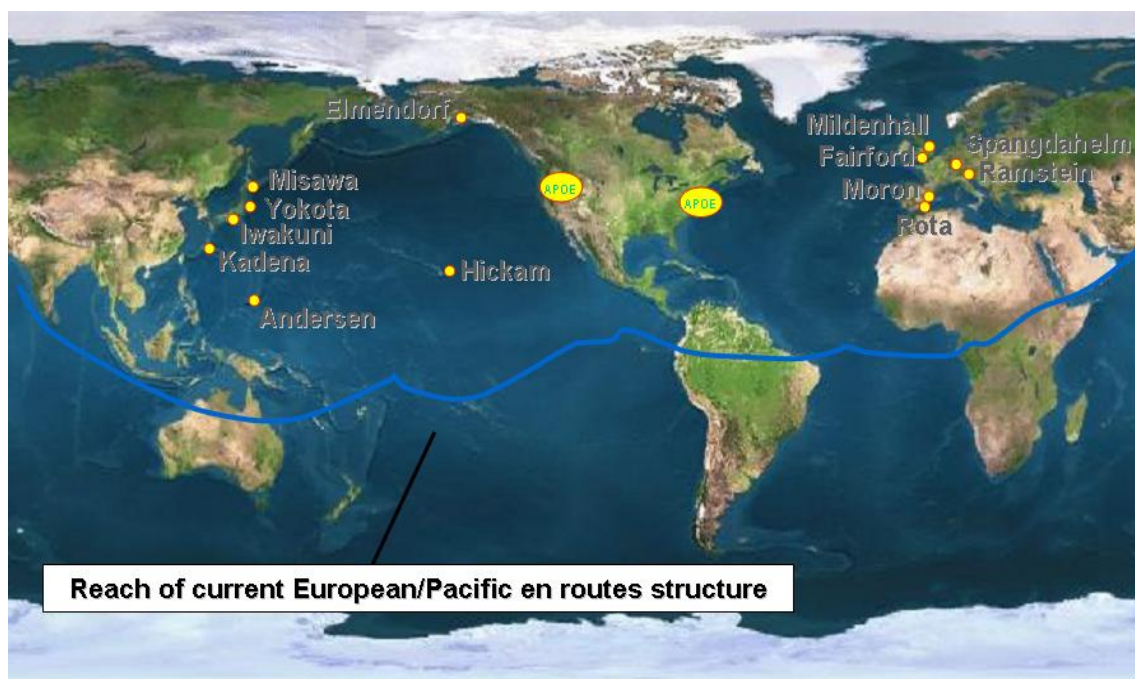 Elmendorf
Mildenhall
Spangdahelm
Fairford
Ramstein
Misawa
APOE
Moron
APOE
Yokota
Rota
Iwakuni
Kadena
Hickam
Andersen
Reach of current European/Pacific en routes structure